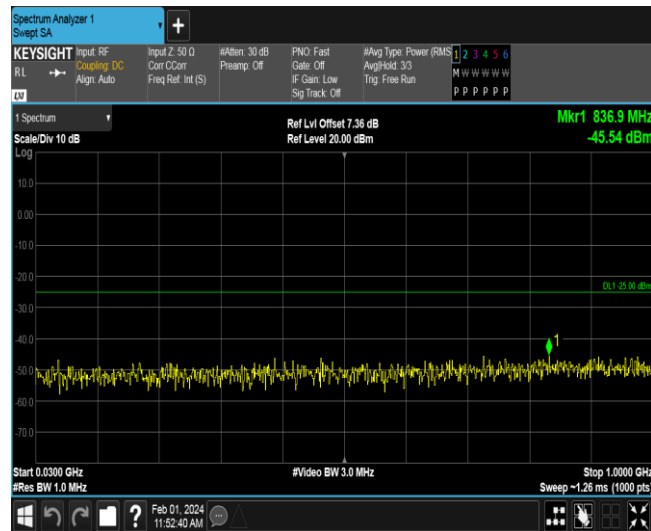 Spectrum Analyzer 1
Swept SA
+
KEYSIGHT
RL
LXI
Input: RF
Coupling: DC
Align: Auto
Input Z: 50 Ω
Corr CCorr
Freq Ref: Int (S)
#Atten: 30 dB
Preamp: Off
PNO: Fast
Gate: Off
IF Gain: Low
Sig Track: Off
#Avg Type: Power (RMS
Avg|Hold: 3/3
Trig: Free Run
1 2 3 4 5 6
M W W W W W
P P P P P P
1 Spectrum
Scale/Div 10 dB
Log
Ref Lvl Offset 7.36 dB
Ref Level 20.00 dBm
Mkr1 836.9 MHz
-45.54 dBm
10.0
0.00
-10.0
-20.0
DL1 -25.00 dBm
-30.0
-40.0
1
-50.0
-60.0
-70.0
Start 0.0300 GHz
#Res BW 1.0 MHz
#Video BW 3.0 MHz
Stop 1.0000 GHz
Sweep ~1.26 ms (1000 pts)
?
Feb 01, 2024
11:52:40 AM